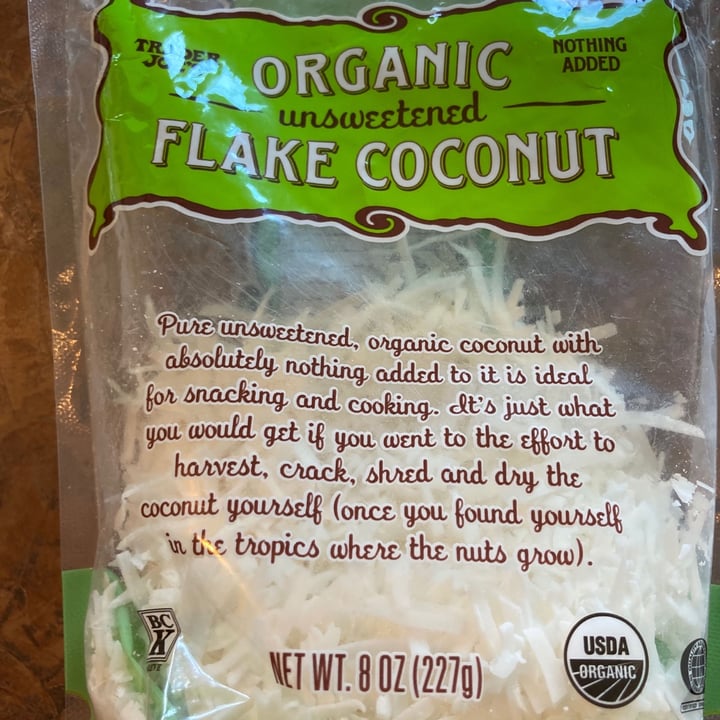 TRADER
JOE'S
ORGANIC
NOTHING
ADDED
unsweetened
FLAKE COCONUT
Pure unsweetened, organic coconut with
absolutely nothing added to it is ideal
for snacking and cooking. It's just what
you would get if you went to the effort to
harvest, crack, shred and dry the
coconut yourself (once you found yourself
in the tropics where the nuts grow).
BC
X
NET WT. 8 OZ (227g)
USDA
ORGANIC